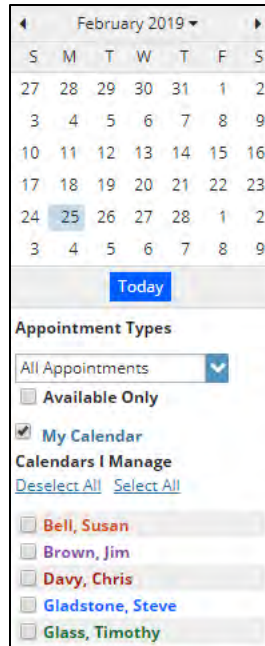 February 2019
S M T W T F S
27 28 29 30 31 1 2
3 4 5 6 7 8 9
10 11 12 13 14 15 16
17 18 19 20 21 22 23
24 25 26 27 28 1 2
3 4 5 6 7 8 9
Today
Appointment Types
All Appointments
Available Only
My Calendar
Calendars I Manage
Deselect All Select All
Bell, Susan
Brown, Jim
Davy, Chris
Gladstone, Steve
Glass, Timothy